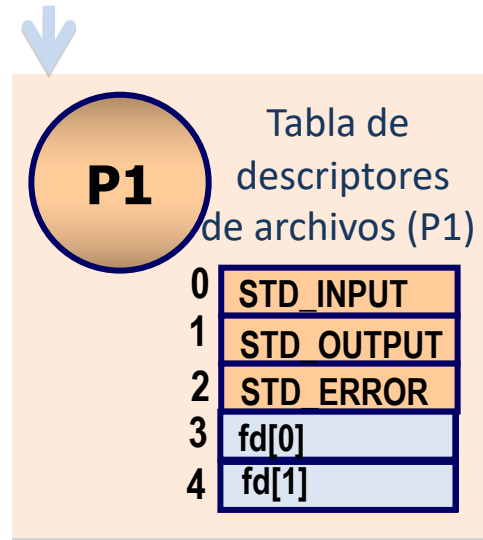 P1
Tabla de
descriptores
de archivos (P1)
0 STD_INPUT
1 STD_OUTPUT
2 STD_ERROR
3 fd[0]
4 fd[1]